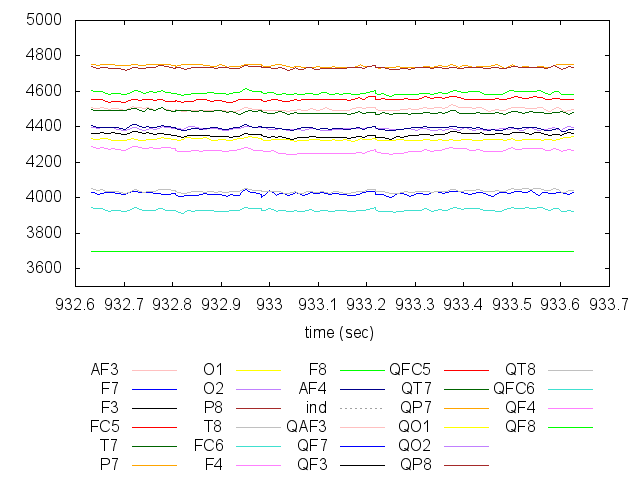 5000
4800
4600
4400
4200
4000
3800
3600
932.6 932.7 932.8 932.9 933 933.1 933.2 933.3 933.4 933.5 933.6 933.7
time (sec)
AF3 O1 F8 QFC5 QT8
F7 O2 AF4 QT7 QFC6
F3 P8 ind QP7 QF4
FC5 T8 QAF3 QO1 QF8
T7 FC6 QF7 QO2
P7 F4 QF3 QP8